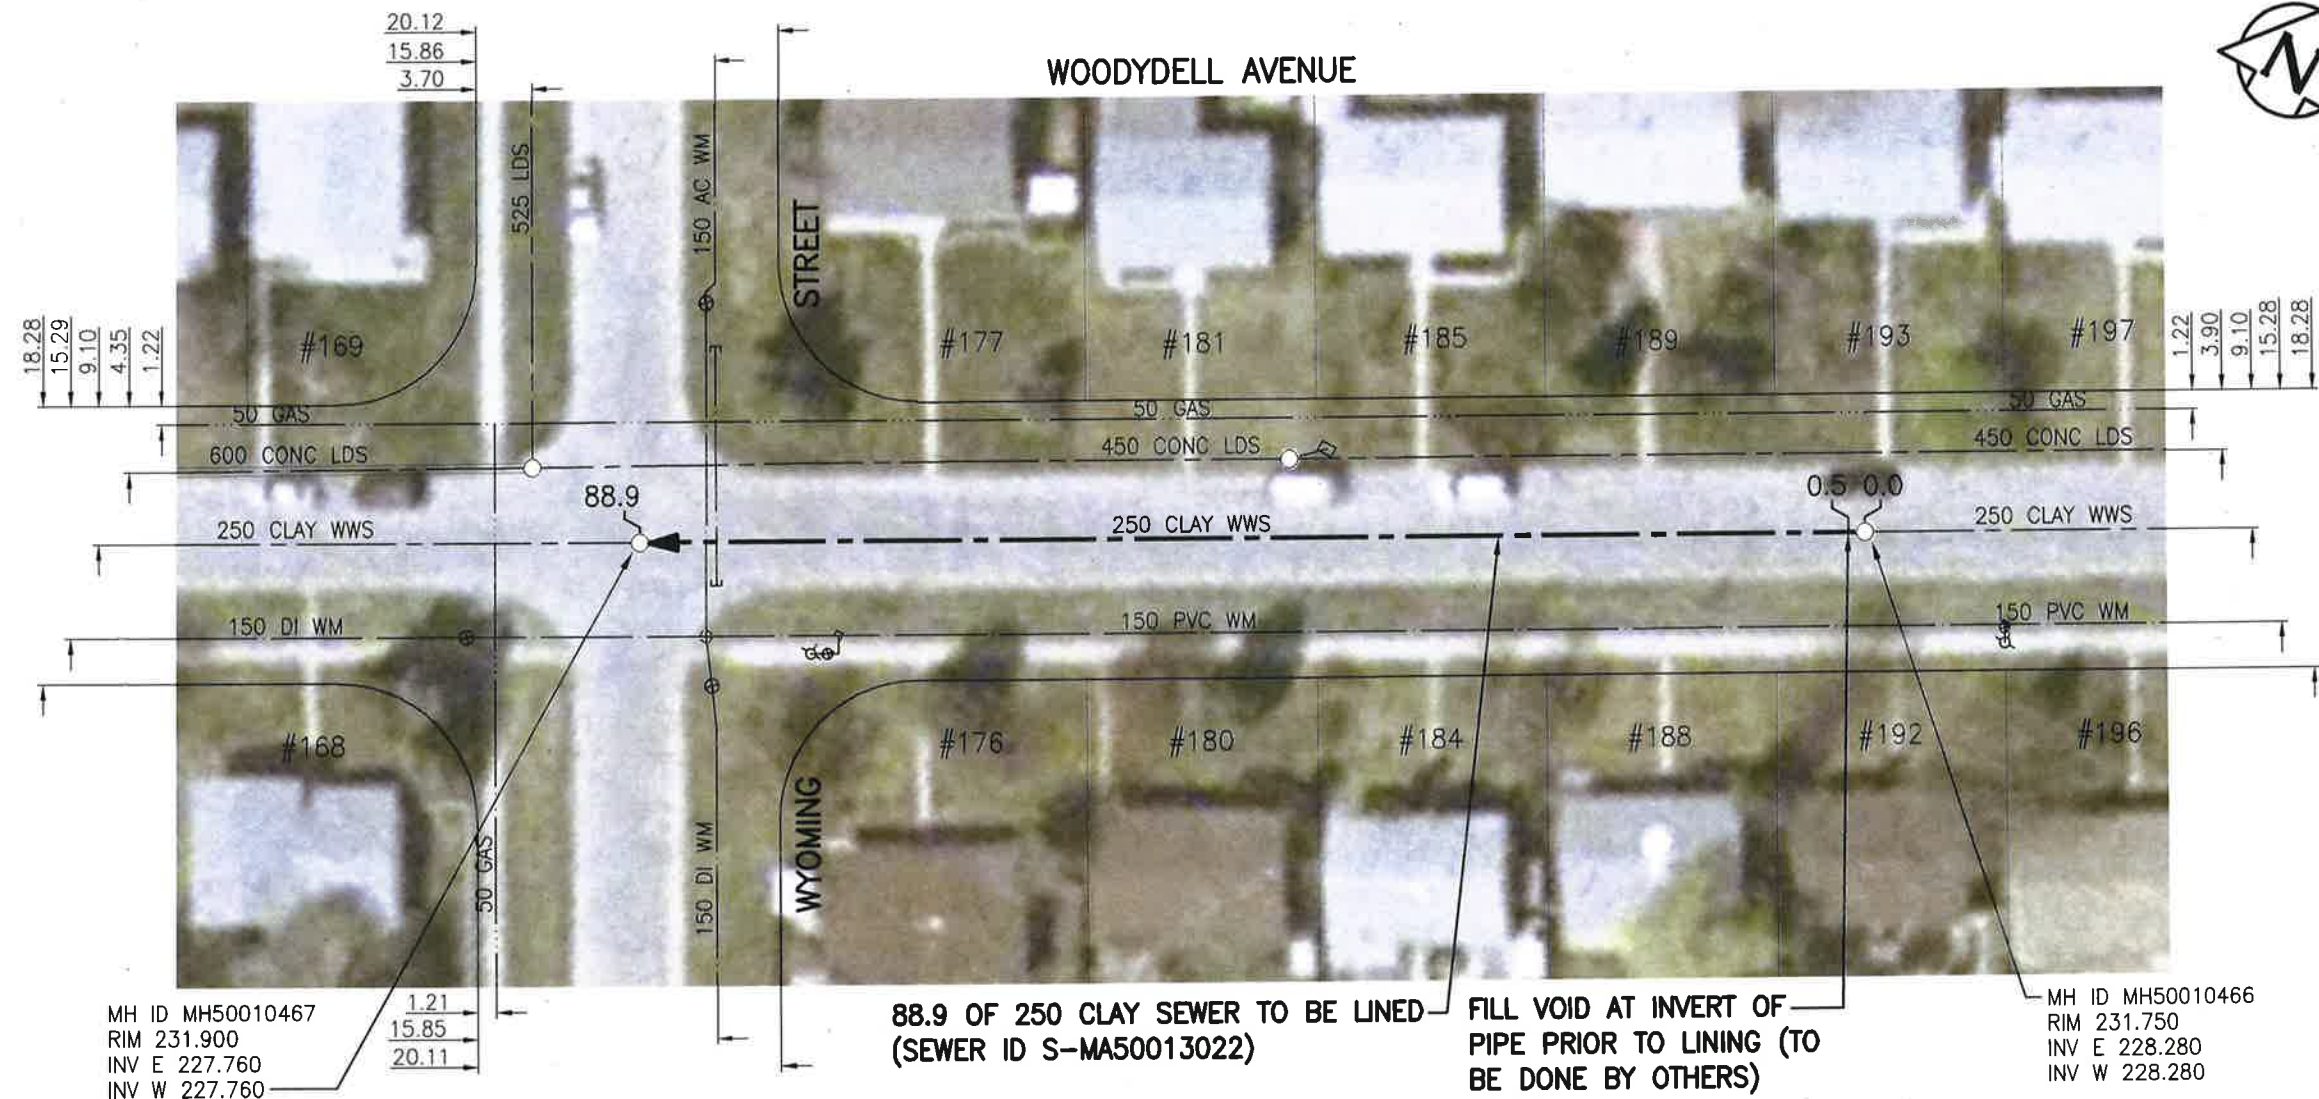 20.12
15.86
3.70
WOODYDELL AVENUE
N
525 LDS
150 AC WM
STREET
18.28
15.29
9.10
4.35
1.22
#169
#177
#181
#185
#189
#193
#197
1.22
3.90
9.10
15.28
18.28
50 GAS
50 GAS
50 GAS
600 CONC LDS
450 CONC LDS
450 CONC LDS
88.9
0.5 0.0
250 CLAY WWS
250 CLAY WWS
250 CLAY WWS
150 DI WM
150 PVC WM
150 PVC WM
#168
#176
#180
#184
#188
#192
#196
50 GAS
150 DI WM
WYOMING
MH ID MH50010467
RIM 231.900
INV E 227.760
INV W 227.760
1.21
15.85
20.11
88.9 OF 250 CLAY SEWER TO BE LINED
(SEWER ID S-MA50013022)
FILL VOID AT INVERT OF
PIPE PRIOR TO LINING (TO
BE DONE BY OTHERS)
MH ID MH50010466
RIM 231.750
INV E 228.280
INV W 228.280